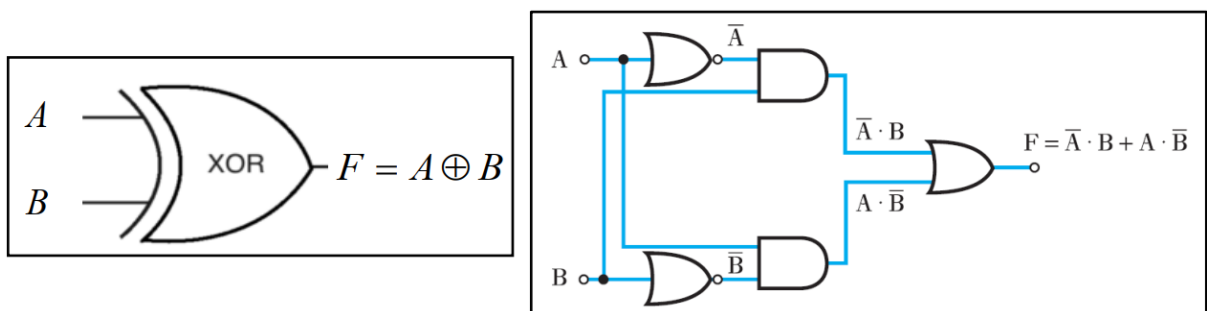 A
B
XOR
F = A ⊕ B
A
B
A̅
B̅
A̅ · B
A · B̅
F = A̅ · B + A · B̅